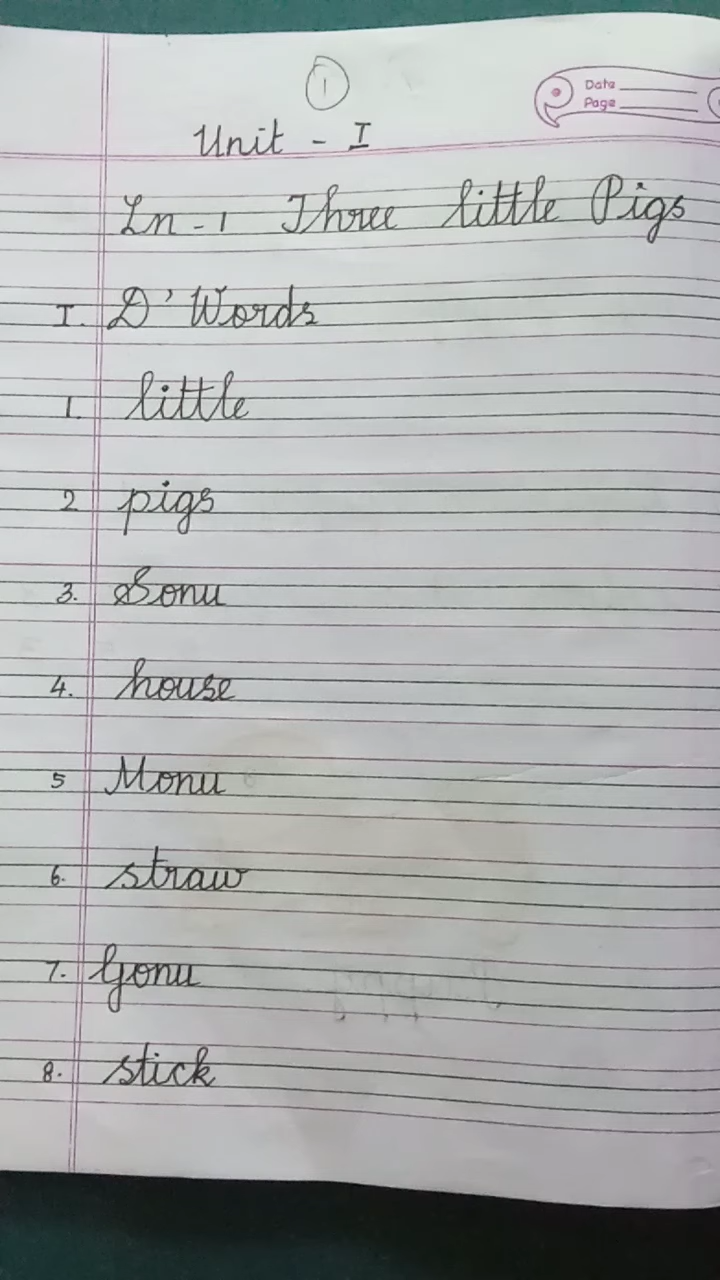 1
Date
Page
Unit - I
Ln - 1 Three little Pigs
I. D' Words
1. little
2 pigs
3. Sonu
4. house
5 Monu
6. straw
7. Gonu
8. stick